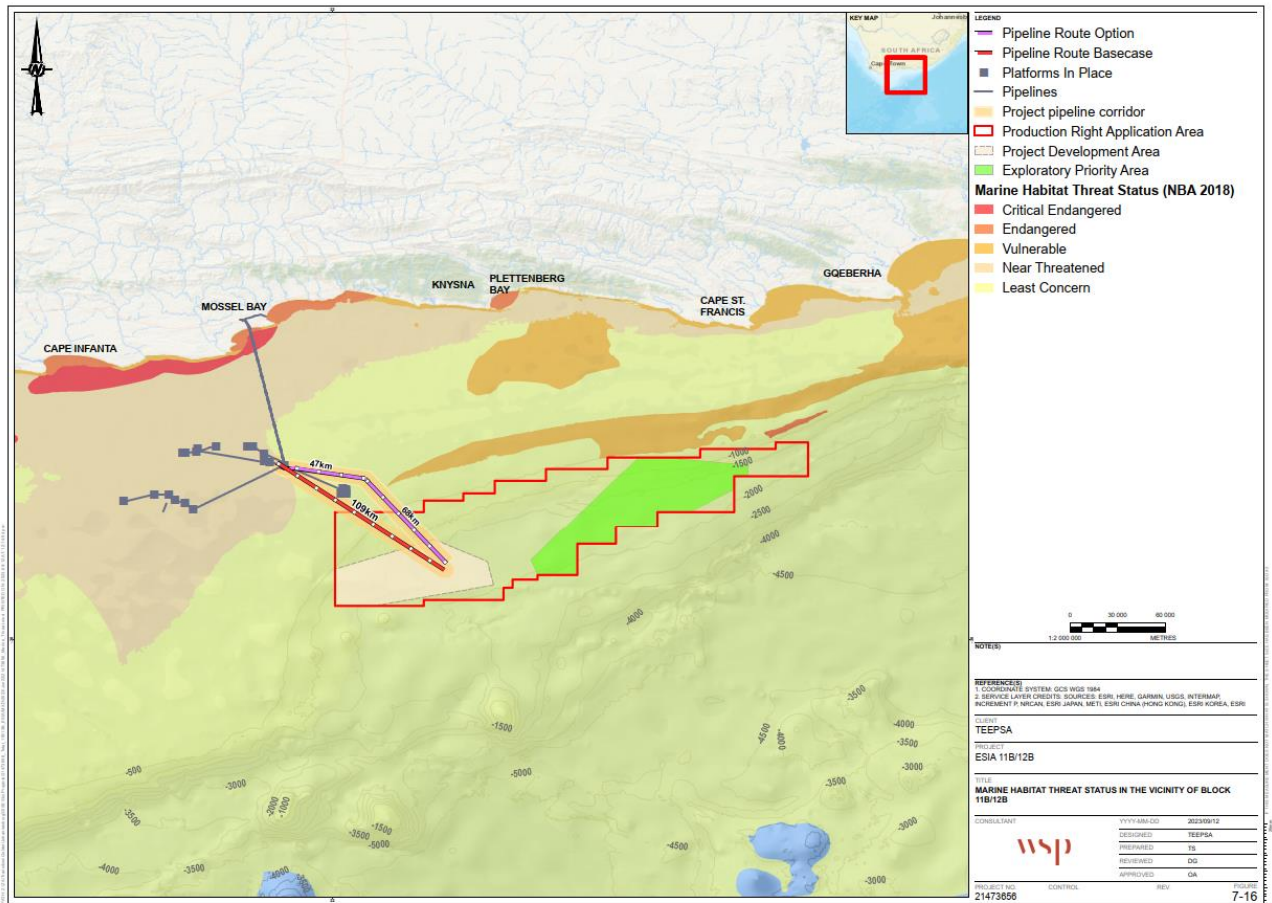 KEY MAP
SOUTH AFRICA
LEGEND
Pipeline Route Option
Pipeline Route Basecase
Platforms In Place
Pipelines
Project pipeline corridor
Production Right Application Area
Project Development Area
Exploratory Priority Area
Marine Habitat Threat Status (NBA 2018)
Critical Endangered
Endangered
Vulnerable
Near Threatened
Least Concern
N
GQEBERHA
PLETTENBERG
BAY
KNYSNA
CAPE ST.
FRANCIS
MOSSEL BAY
CAPE INFANTA
47km
68km
109km
-1000
-1500
-2000
-2500
-4000
-4500
-4000
-1500
-3500
-4500
-4000
-4000
-3500
-3000
-500
-3000
-5000
-3500
-2000
-1000
-3500
-1500
-3500
-5000
-3000
-4500
-4000
-3500
-4000
-3000
0 30 000 60 000
1:2 000 000 METRES
NOTE(S)
REFERENCE(S)
1. COORDINATE SYSTEM: GCS WGS 1984
2. SERVICE LAYER CREDITS: SOURCES: ESRI, HERE, GARMIN, USGS, INTERMAP,
INCREMENT P, NRCAN, ESRI JAPAN, METI, ESRI CHINA (HONG KONG), ESRI KOREA, ESRI
CLIENT
TEEPSA
PROJECT
ESIA 11B/12B
TITLE
MARINE HABITAT THREAT STATUS IN THE VICINITY OF BLOCK
11B/12B
CONSULTANT
wsp
YYYY-MM-DD 2023/09/12
DESIGNED TEEPSA
PREPARED TS
REVIEWED DG
APPROVED OA
PROJECT NO. CONTROL REV. FIGURE
21473656 7-16